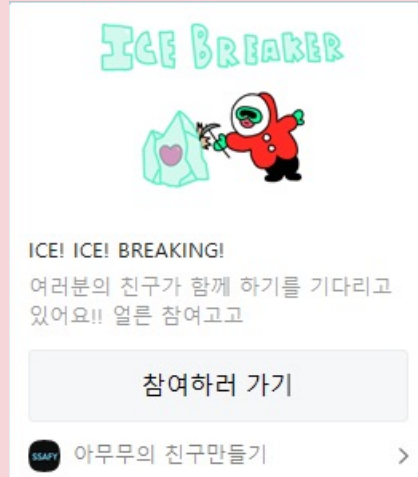 ICE BREAKER
ICE! ICE! BREAKING!
여러분의 친구가 함께 하기를 기다리고
있어요!! 얼른 참여고고
참여하러 가기
SSAFY 아무무의 친구만들기